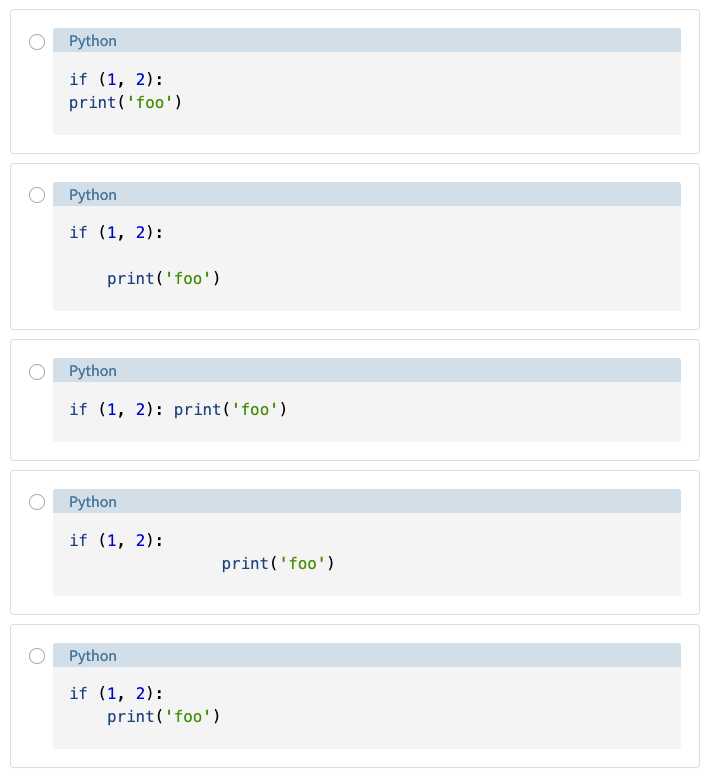 Python
if (1, 2):
print('foo')
Python
if (1, 2):
    print('foo')
Python
if (1, 2): print('foo')
Python
if (1, 2):
                print('foo')
Python
if (1, 2):
    print('foo')